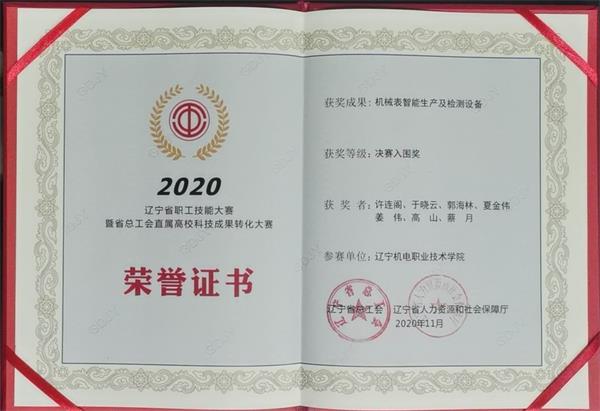 2020
辽宁省职工技能大赛
暨省总工会直属高校科技成果转化大赛
荣誉证书
获奖成果：机械表智能生产及检测设备
获奖等级：决赛入围奖
获 奖 者：许连阁、于晓云、郭海林、夏金伟
姜 伟、高 山、蔡 月
参赛单位：辽宁机电职业技术学院
辽宁省总工会 辽宁省人力资源和社会保障厅
2020年11月